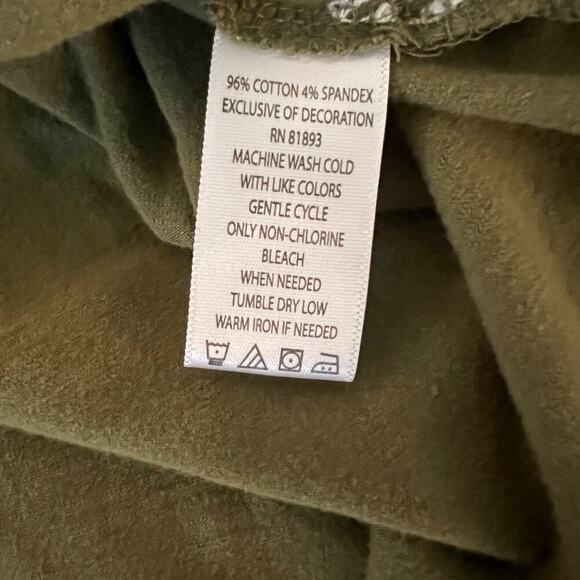 96% COTTON 4% SPANDEX
EXCLUSIVE OF DECORATION
RN 81893
MACHINE WASH COLD
WITH LIKE COLORS
GENTLE CYCLE
ONLY NON-CHLORINE
BLEACH
WHEN NEEDED
TUMBLE DRY LOW
WARM IRON IF NEEDED